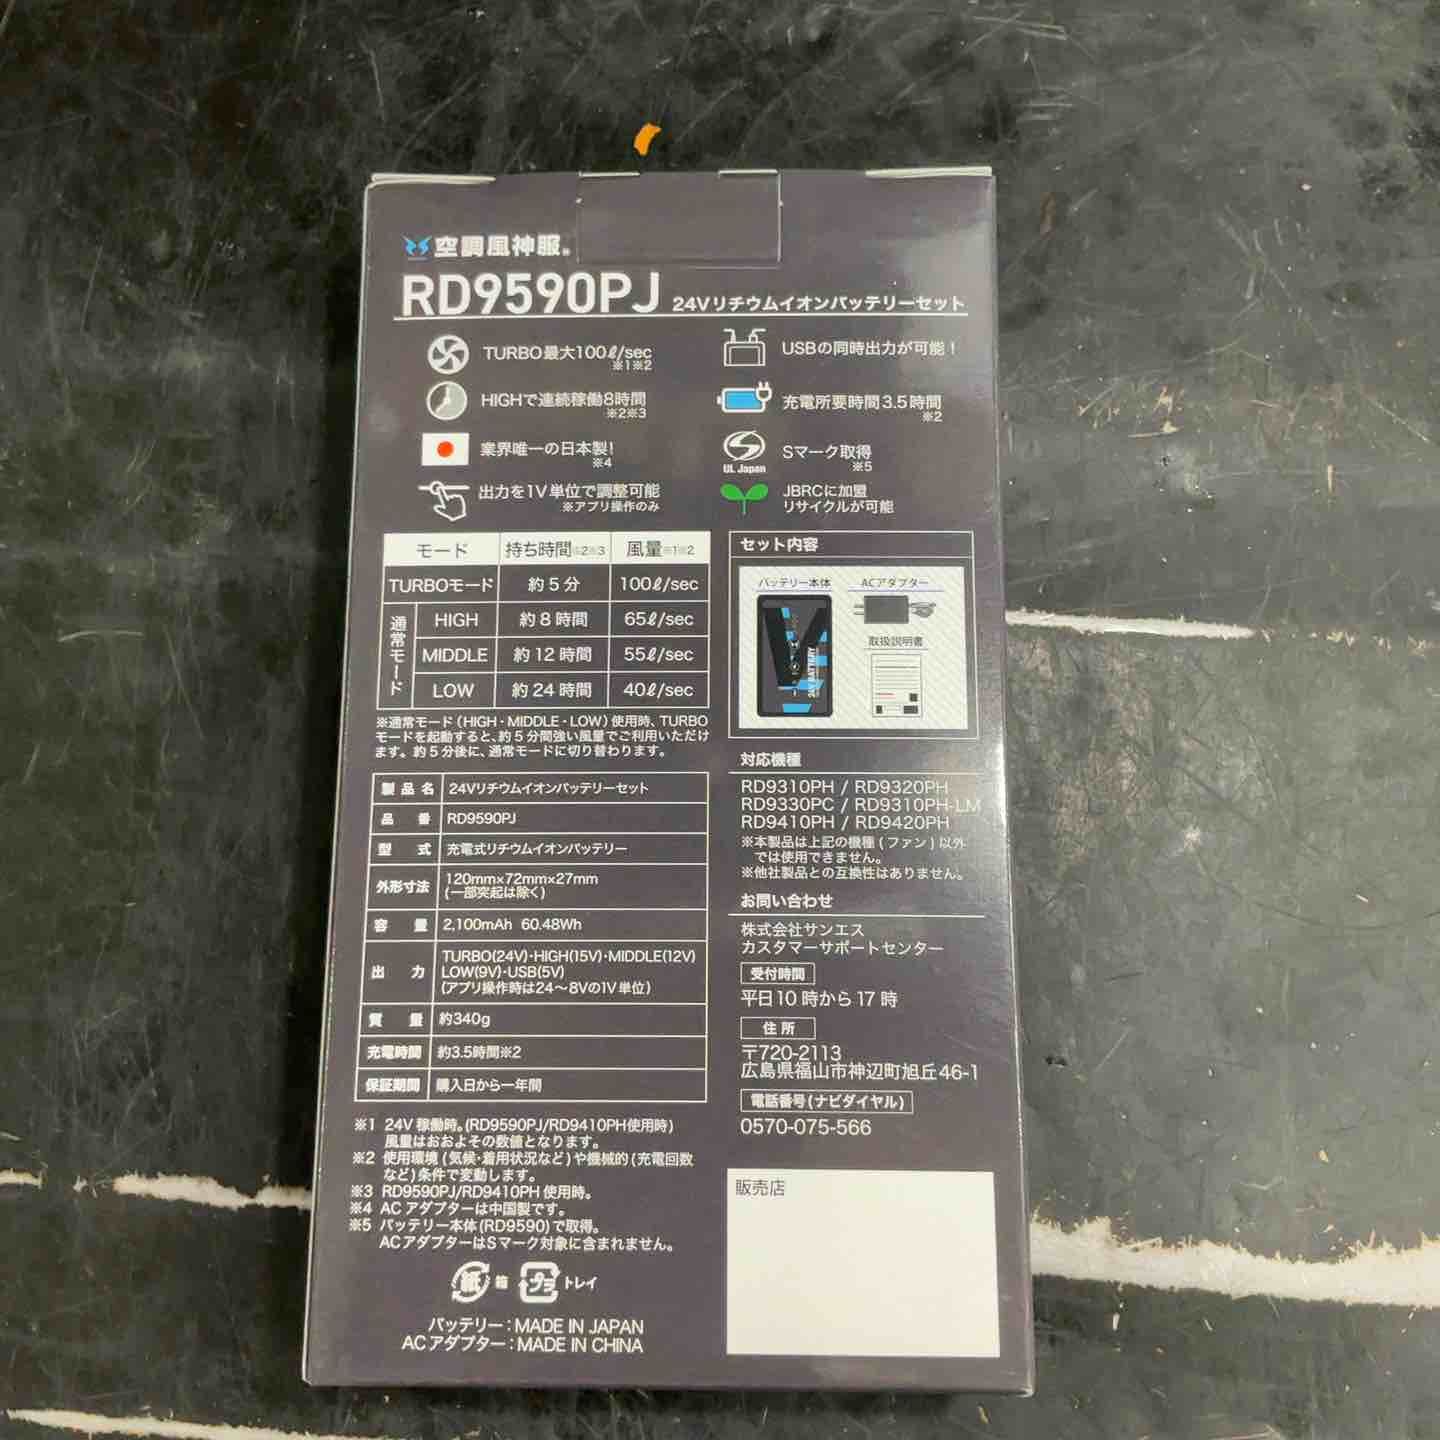 空調風神服®
RD9590PJ 24Vリチウムイオンバッテリーセット
TURBO最大100ℓ/sec
※1※2
HIGHで連続稼働8時間
※2※3
業界唯一の日本製!
※4
出力を1V単位で調整可能
※アプリ操作のみ
USBの同時出力が可能!
充電所要時間3.5時間
※2
UL Japan
Sマーク取得
※5
JBRCに加盟
リサイクルが可能
モード 持ち時間※2※3 風量※1※2
TURBOモード 約5分 100ℓ/sec
通常モード
HIGH 約8時間 65ℓ/sec
MIDDLE 約12時間 55ℓ/sec
LOW 約24時間 40ℓ/sec
※通常モード(HIGH・MIDDLE・LOW)使用時、TURBO
モードを起動すると、約5分間強い風量でご利用いただけ
ます。約5分後に、通常モードに切り替わります。
製品名 24Vリチウムイオンバッテリーセット
品番 RD9590PJ
型式 充電式リチウムイオンバッテリー
外形寸法 120mm×72mm×27mm
(一部突起は除く)
容量 2,100mAh 60.48Wh
出力 TURBO(24V)・HIGH(15V)・MIDDLE(12V)
LOW(9V)・USB(5V)
(アプリ操作時は24〜8Vの1V単位)
質量 約340g
充電時間 約3.5時間※2
保証期間 購入日から一年間
※1 24V稼働時。(RD9590PJ/RD9410PH使用時)
風量はおおよその数値となります。
※2 使用環境(気候・着用状況など)や機械的(充電回数
など)条件で変動します。
※3 RD9590PJ/RD9410PH使用時。
※4 ACアダプターは中国製です。
※5 バッテリー本体(RD9590)で取得。
ACアダプターはSマーク対象に含まれません。
紙 箱 プラ トレイ
バッテリー:MADE IN JAPAN
ACアダプター:MADE IN CHINA
セット内容
バッテリー本体 ACアダプター
24V BATTERY
取扱説明書
対応機種
RD9310PH / RD9320PH
RD9330PC / RD9310PH-LM
RD9410PH / RD9420PH
※本製品は上記の機種(ファン)以外
では使用できません。
※他社製品との互換性はありません。
お問い合わせ
株式会社サンエス
カスタマーサポートセンター
受付時間
平日10時から17時
住所
〒720-2113
広島県福山市神辺町旭丘46-1
電話番号(ナビダイヤル)
0570-075-566
販売店